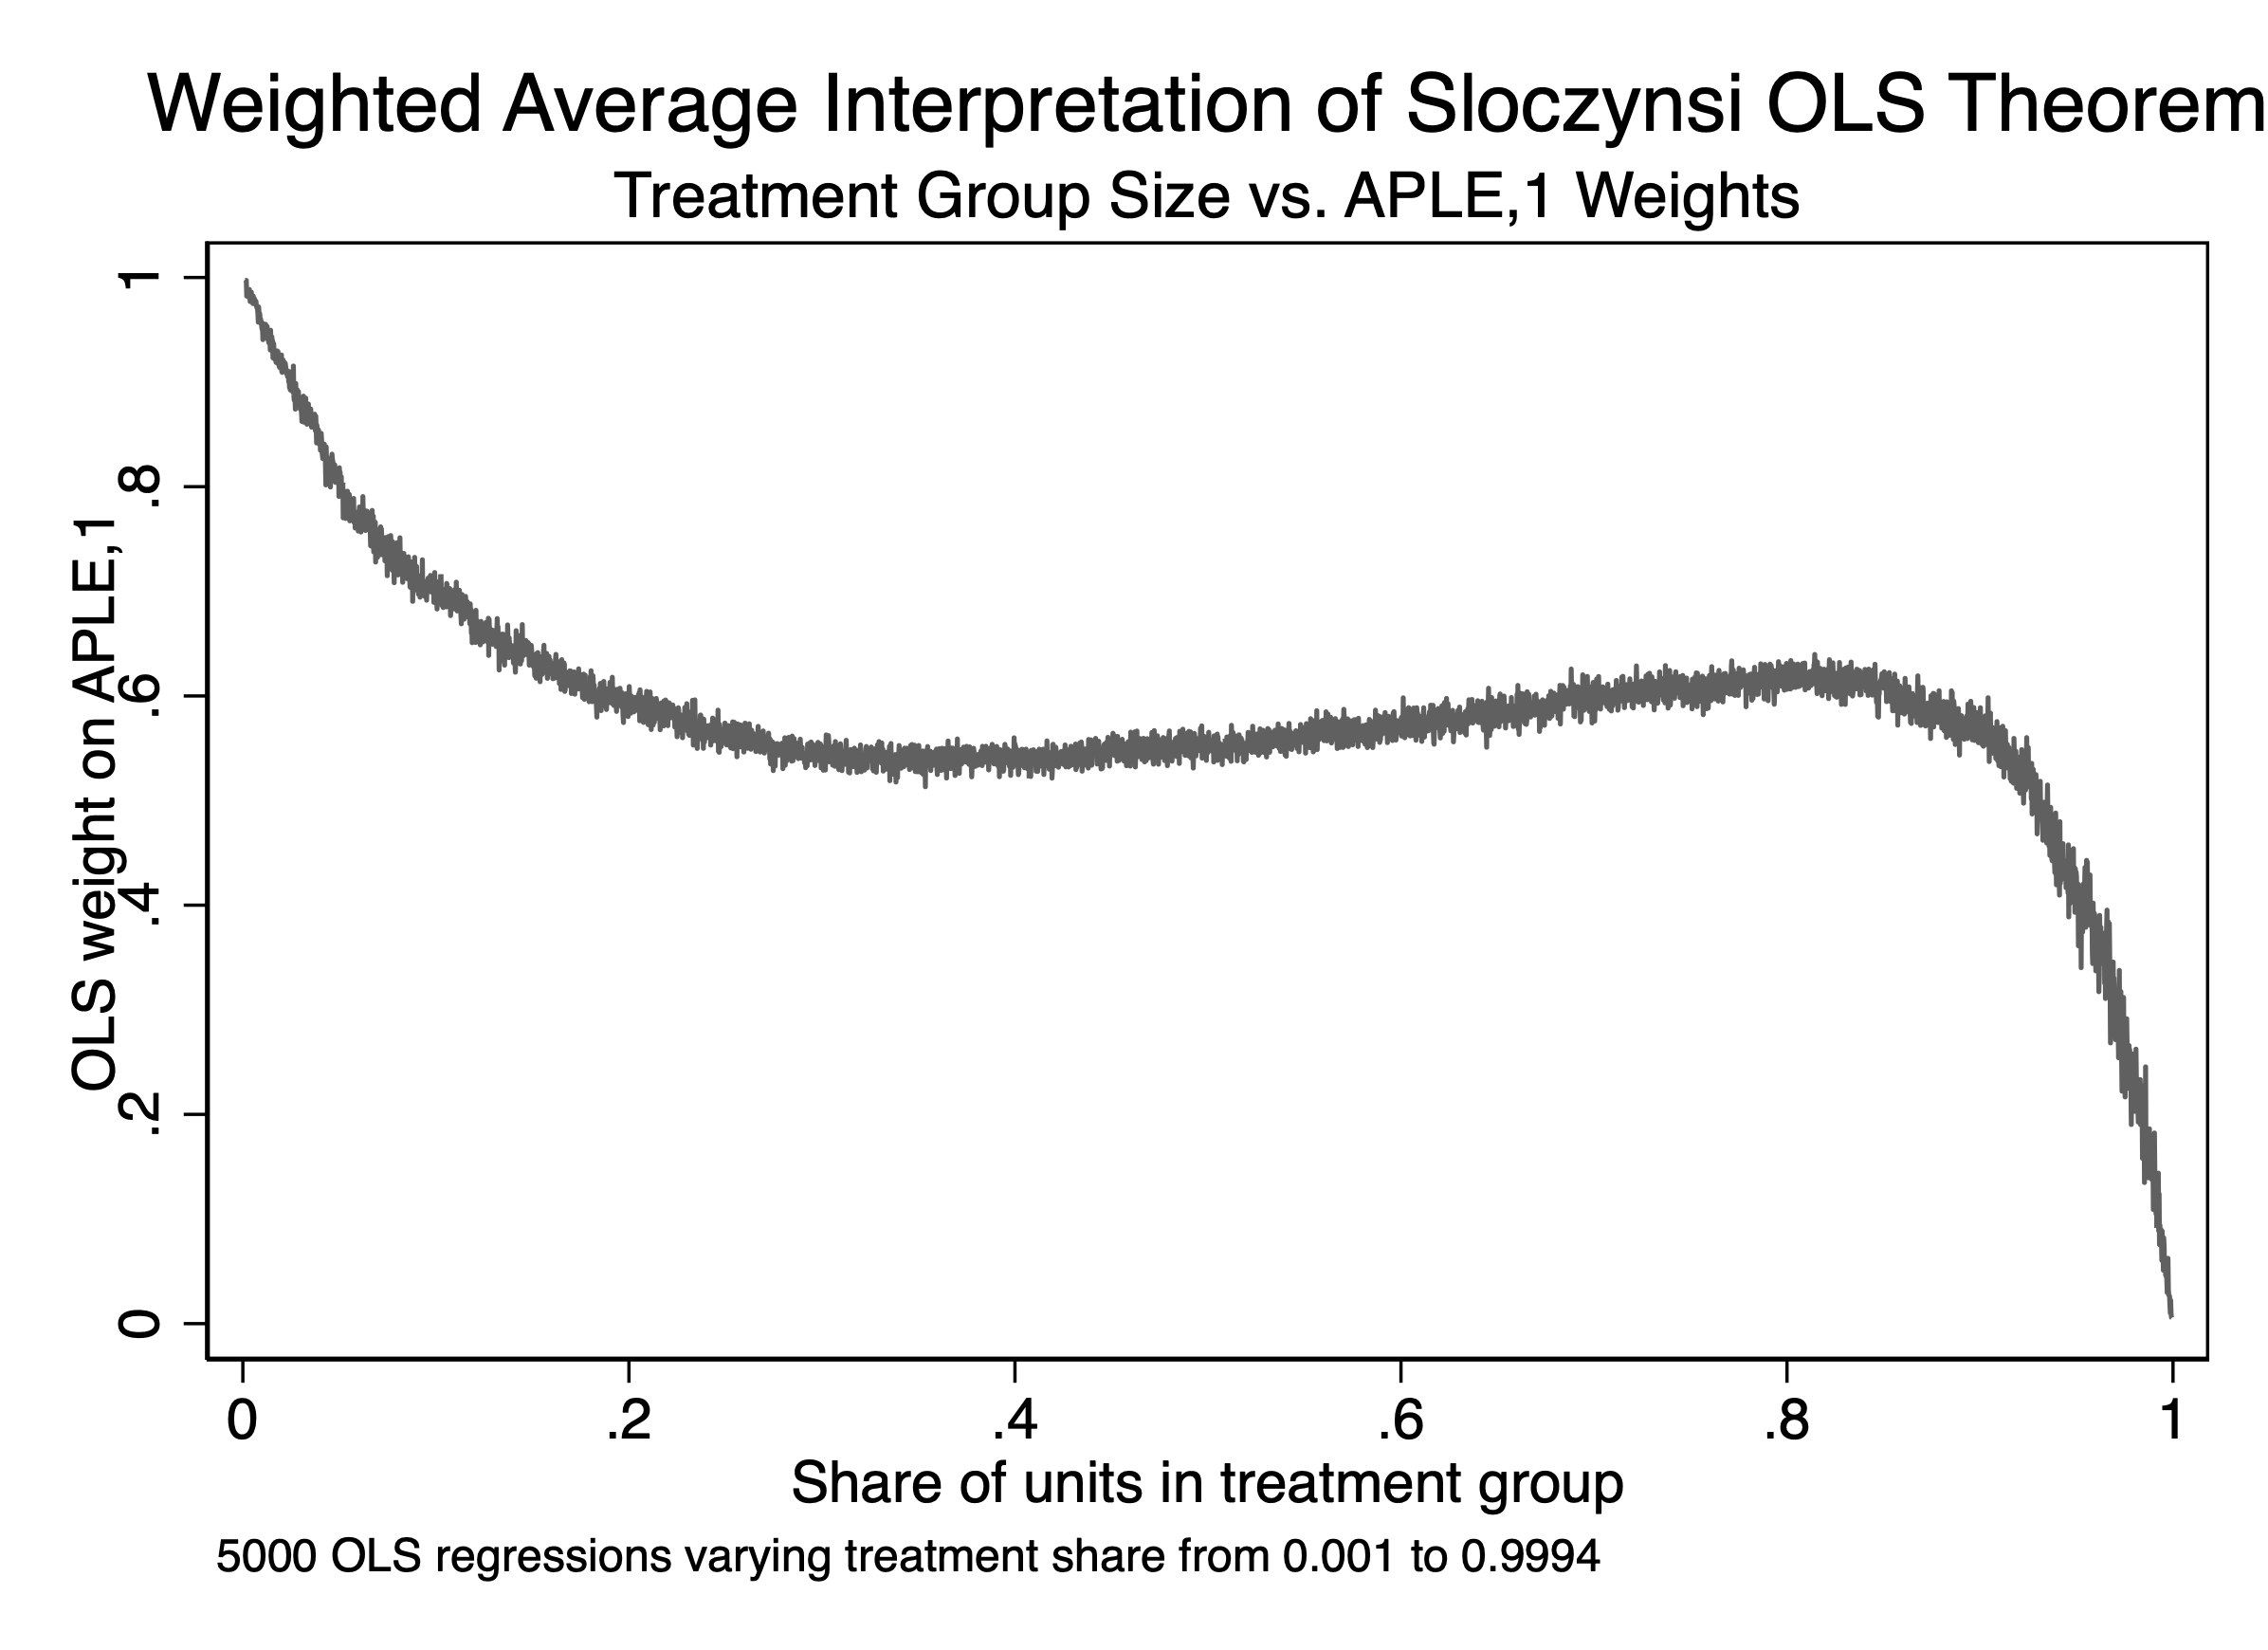 Weighted Average Interpretation of Sloczynsi OLS Theorem
Treatment Group Size vs. APLE,1 Weights
OLS weight on APLE,1
1
.8
.6
.4
.2
0
0 .2 .4 .6 .8 1
Share of units in treatment group
5000 OLS regressions varying treatment share from 0.001 to 0.9994